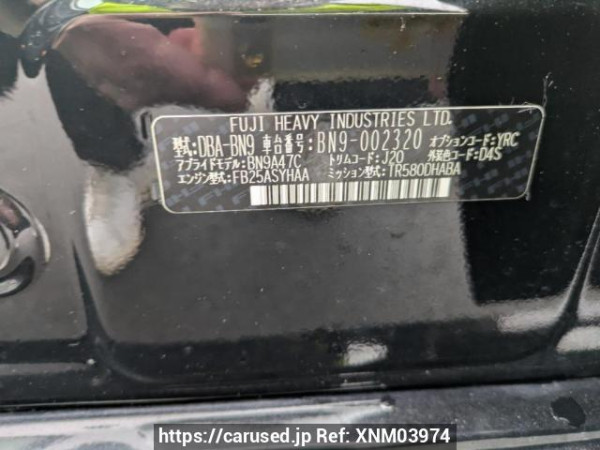 FUJI HEAVY INDUSTRIES LTD.
型式:DBA-BN9 車台番号:BN9-002320 オプションコード:YRC
アプライドモデル:BN9A47C トリムコード:J20 外装色コード:D4S
エンジン型式:FB25ASYHAA ミッション型式:TR580DHABA
https://carused.jp Ref: XNM03974